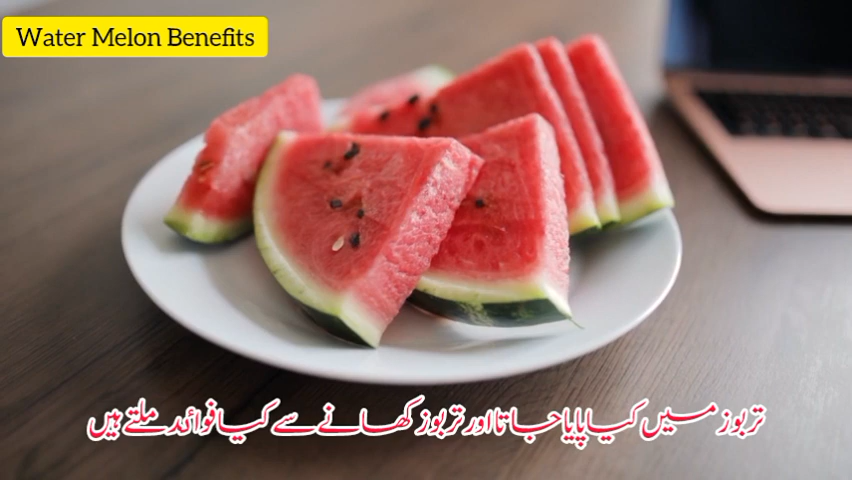 Water Melon Benefits
تربوز میں کیا پایا جاتا اور تربوز کھانے سے کیا فوائد ملتے ہیں